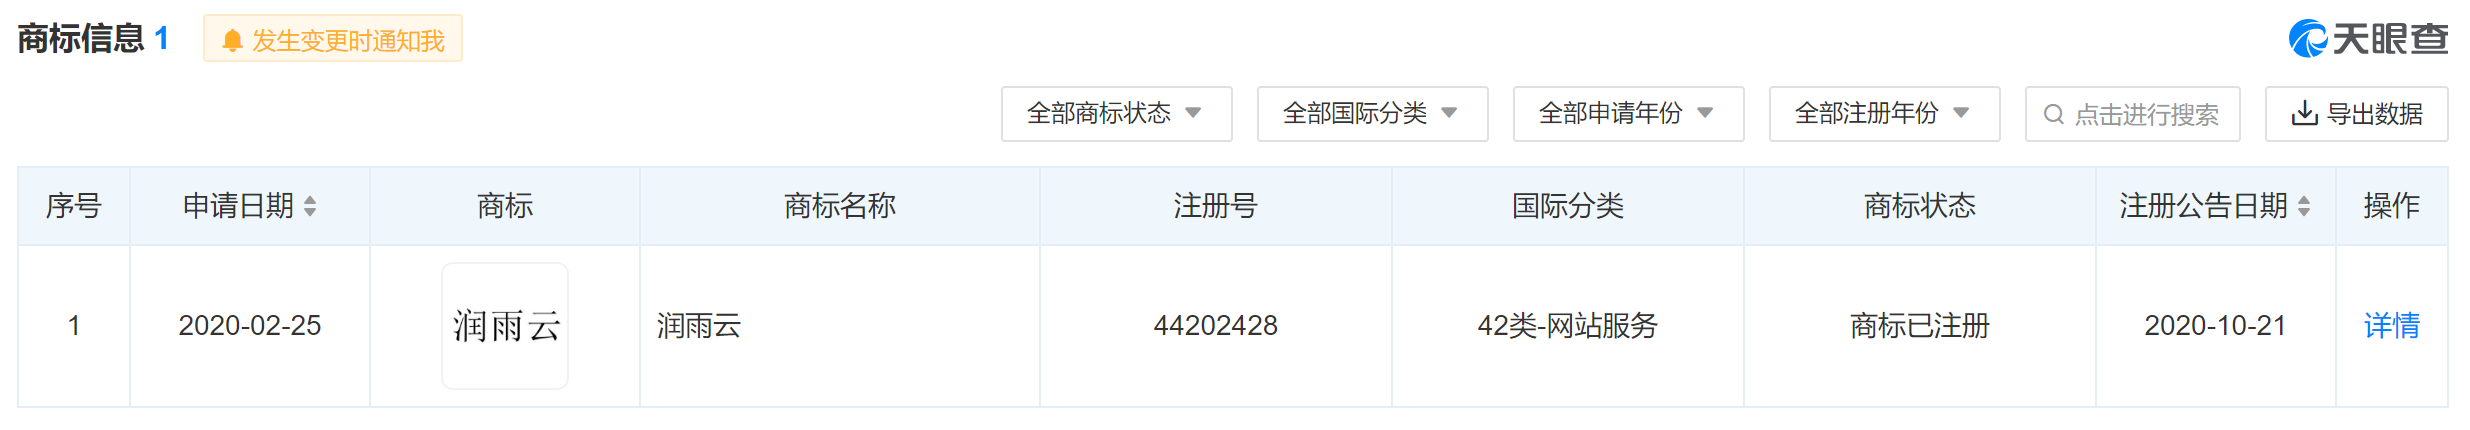 商标信息 1 发生变更时通知我 天眼查
全部商标状态 全部国际分类 全部申请年份 全部注册年份 点击进行搜索 导出数据
序号 申请日期 商标 商标名称 注册号 国际分类 商标状态 注册公告日期 操作
1 2020-02-25 润雨云 润雨云 44202428 42类-网站服务 商标已注册 2020-10-21 详情